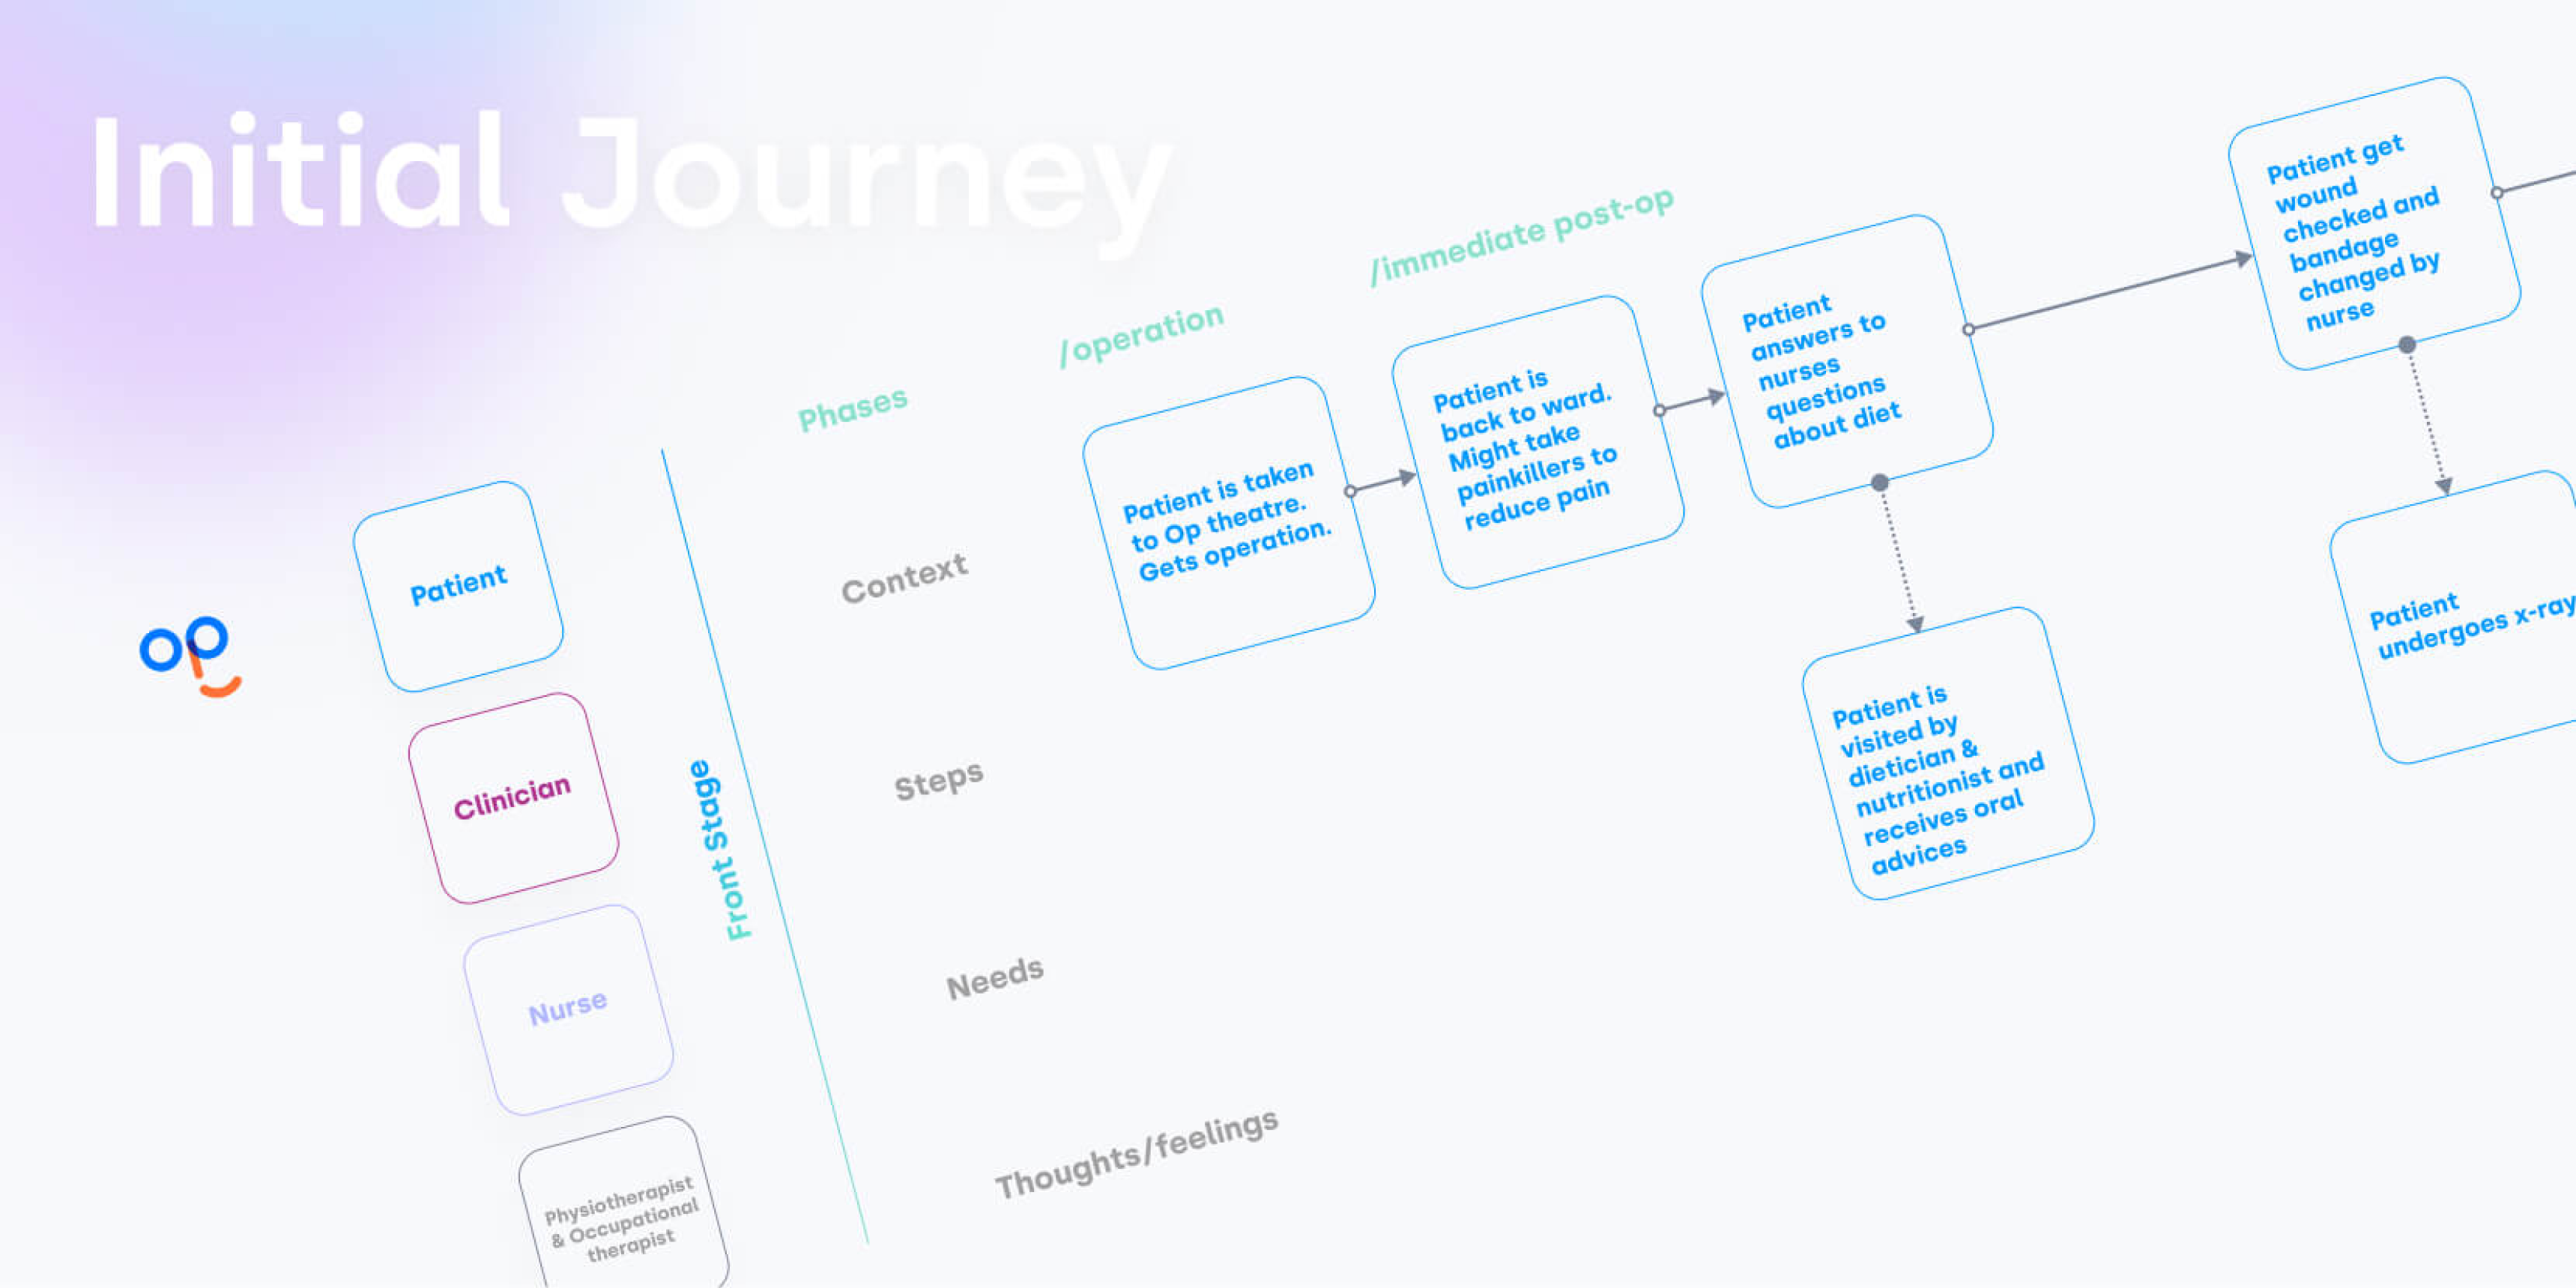 Initial Journey
op
Patient
Clinician
Nurse
Physiotherapist
& Occupational
therapist
Front Stage
Phases
/operation
/immediate post-op
Context
Steps
Needs
Thoughts/feelings
Patient is taken
to Op theatre.
Gets operation.
Patient is
back to ward.
Might take
painkillers to
reduce pain
Patient
answers to
nurses
questions
about diet
Patient is
visited by
dietician &
nutritionist and
receives oral
advices
Patient get
wound
checked and
bandage
changed by
nurse
Patient
undergoes x-ray